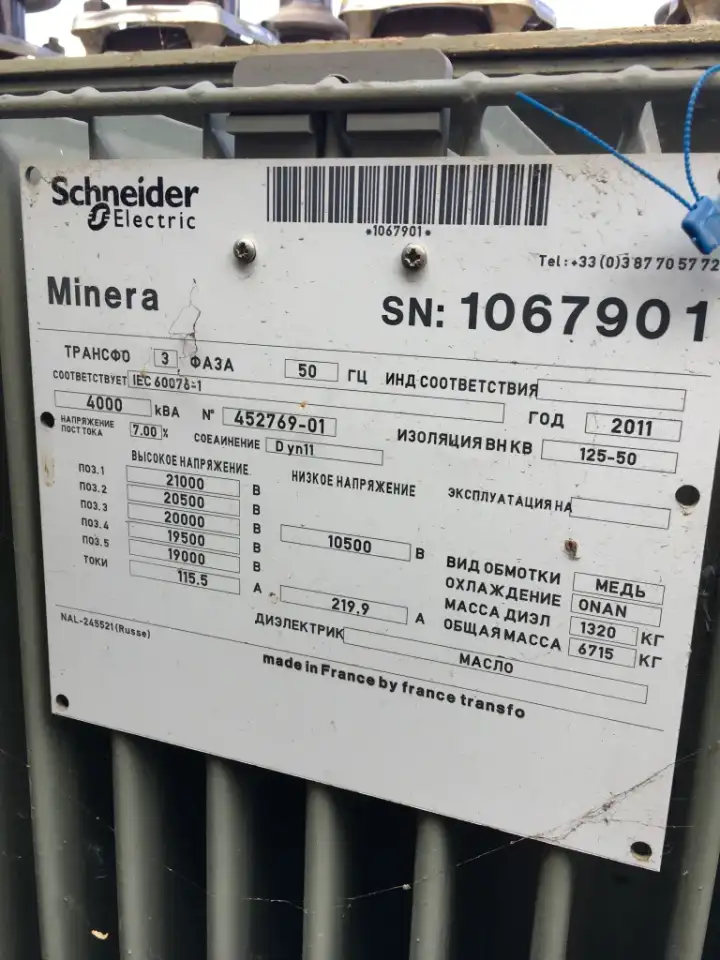 Schneider
Electric
*1067901*
Tel:+33(0)3 87 70 57 72
Minera
SN: 1067901
ТРАНСФО 3 ФАЗА 50 ГЦ ИНД СООТВЕТСТВИЯ
СООТВЕТСТВУЕТ IEC 60076-1
4000 kВА N° 452769-01 ГОД 2011
НАПРЯЖЕНИЕ
ПОСТ ТОКА 7.00 % СОЕАИНЕНИЕ D yn11 ИЗОЛЯЦИЯ ВН КВ 125-50
ВЫСОКОЕ НАПРЯЖЕНИЕ НИЗКОЕ НАПРЯЖЕНИЕ ЭКСПЛУАТАЦИЯ НА
ПОЗ.1 21000 В
ПОЗ.2 20500 В
ПОЗ.3 20000 В 10500 В
ПОЗ.4 19500 В
ПОЗ.5 19000 В
ТОКИ 115.5 А 219.9 А
ВИД ОБМОТКИ МЕДЬ
ОХЛАЖДЕНИЕ ONAN
МАССА ДИЭЛ 1320 КГ
ОБЩАЯ МАССА 6715 КГ
ДИЭЛЕКТРИК МАСЛО
NAL-245521(Russe)
made in France by france transfo